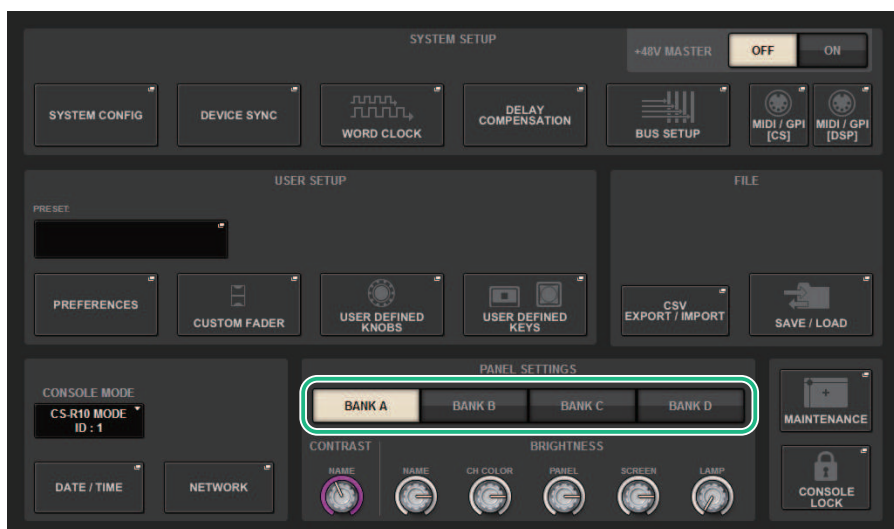 SYSTEM SETUP
+48V MASTER
OFF
ON
SYSTEM CONFIG
DEVICE SYNC
WORD CLOCK
DELAY
COMPENSATION
BUS SETUP
MIDI / GPI
[CS]
MIDI / GPI
[DSP]
USER SETUP
PRESET:
PREFERENCES
CUSTOM FADER
USER DEFINED
KNOBS
USER DEFINED
KEYS
FILE
CSV
EXPORT / IMPORT
SAVE / LOAD
CONSOLE MODE
CS-R10 MODE
ID : 1
DATE / TIME
NETWORK
PANEL SETTINGS
BANK A
BANK B
BANK C
BANK D
CONTRAST
BRIGHTNESS
NAME
NAME
CH COLOR
PANEL
SCREEN
LAMP
MAINTENANCE
CONSOLE
LOCK